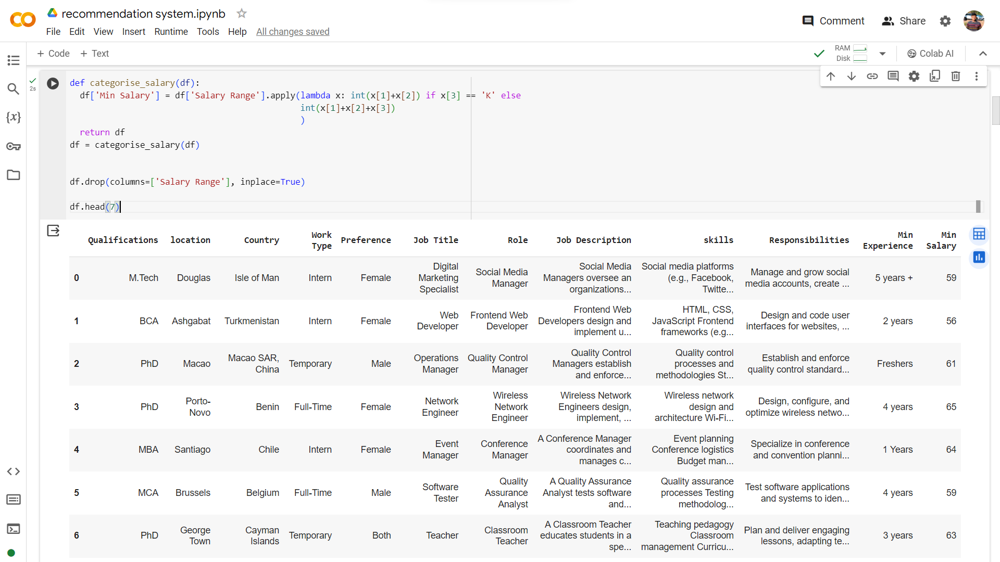 recommendation system.ipynb
File Edit View Insert Runtime Tools Help All changes saved
Comment Share
+ Code + Text
RAM
Disk
Colab AI
2s
def categorise_salary(df):
df['Min Salary'] = df['Salary Range'].apply(lambda x: int(x[1]+x[2]) if x[3] == 'K' else
int(x[1]+x[2]+x[3])
)
return df
df = categorise_salary(df)
df.drop(columns=['Salary Range'], inplace=True)
df.head(7)
Qualifications location Country Work Type Preference Job Title Role Job Description skills Responsibilities Min Experience Min Salary
0 M.Tech Douglas Isle of Man Intern Female Digital Marketing Specialist Social Media Manager Social Media Managers oversee an organizations... Social media platforms (e.g., Facebook, Twitte... Manage and grow social media accounts, create ... 5 years + 59
1 BCA Ashgabat Turkmenistan Intern Female Web Developer Frontend Web Developer Frontend Web Developers design and implement u... HTML, CSS, JavaScript Frontend frameworks (e.g... Design and code user interfaces for websites, ... 2 years 56
2 PhD Macao Macao SAR, China Temporary Male Operations Manager Quality Control Manager Quality Control Managers establish and enforce... Quality control processes and methodologies St... Establish and enforce quality control standard... Freshers 61
3 PhD Porto-Novo Benin Full-Time Female Network Engineer Wireless Network Engineer Wireless Network Engineers design, implement, ... Wireless network design and architecture Wi-Fi... Design, configure, and optimize wireless netwo... 4 years 65
4 MBA Santiago Chile Intern Female Event Manager Conference Manager A Conference Manager coordinates and manages c... Event planning Conference logistics Budget man... Specialize in conference and convention planni... 1 Years 64
5 MCA Brussels Belgium Full-Time Male Software Tester Quality Assurance Analyst A Quality Assurance Analyst tests software and... Quality assurance processes Testing methodolog... Test software applications and systems to iden... 4 years 59
6 PhD George Town Cayman Islands Temporary Both Teacher Classroom Teacher A Classroom Teacher educates students in a spe... Teaching pedagogy Classroom management Curricu... Plan and deliver engaging lessons, adapting te... 3 years 63